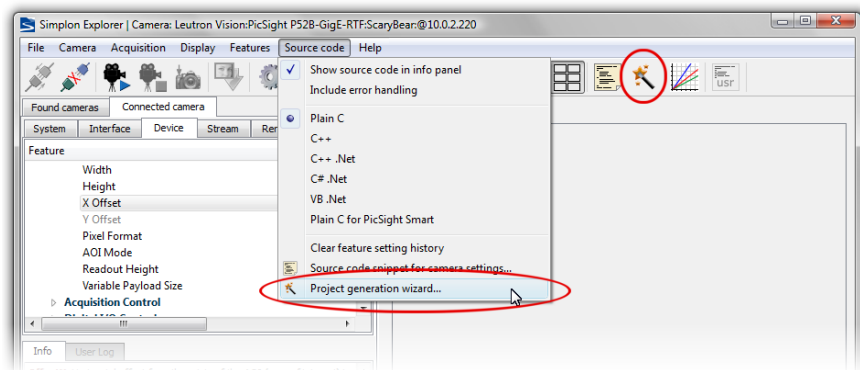 Simplon Explorer | Camera: Leutron Vision:PicSight P52B-GigE-RTF:ScaryBear:@10.0.2.220
File Camera Acquisition Display Features Source code Help
Show source code in info panel
Include error handling
usr
Found cameras Connected camera
System Interface Device Stream
Plain C
C++
C++ .Net
C# .Net
VB .Net
Plain C for PicSight Smart
Clear feature setting history
Source code snippet for camera settings...
Project generation wizard...
Feature
Width
Height
X Offset
Y Offset
Pixel Format
AOI Mode
Readout Height
Variable Payload Size
Acquisition Control
Info User Log